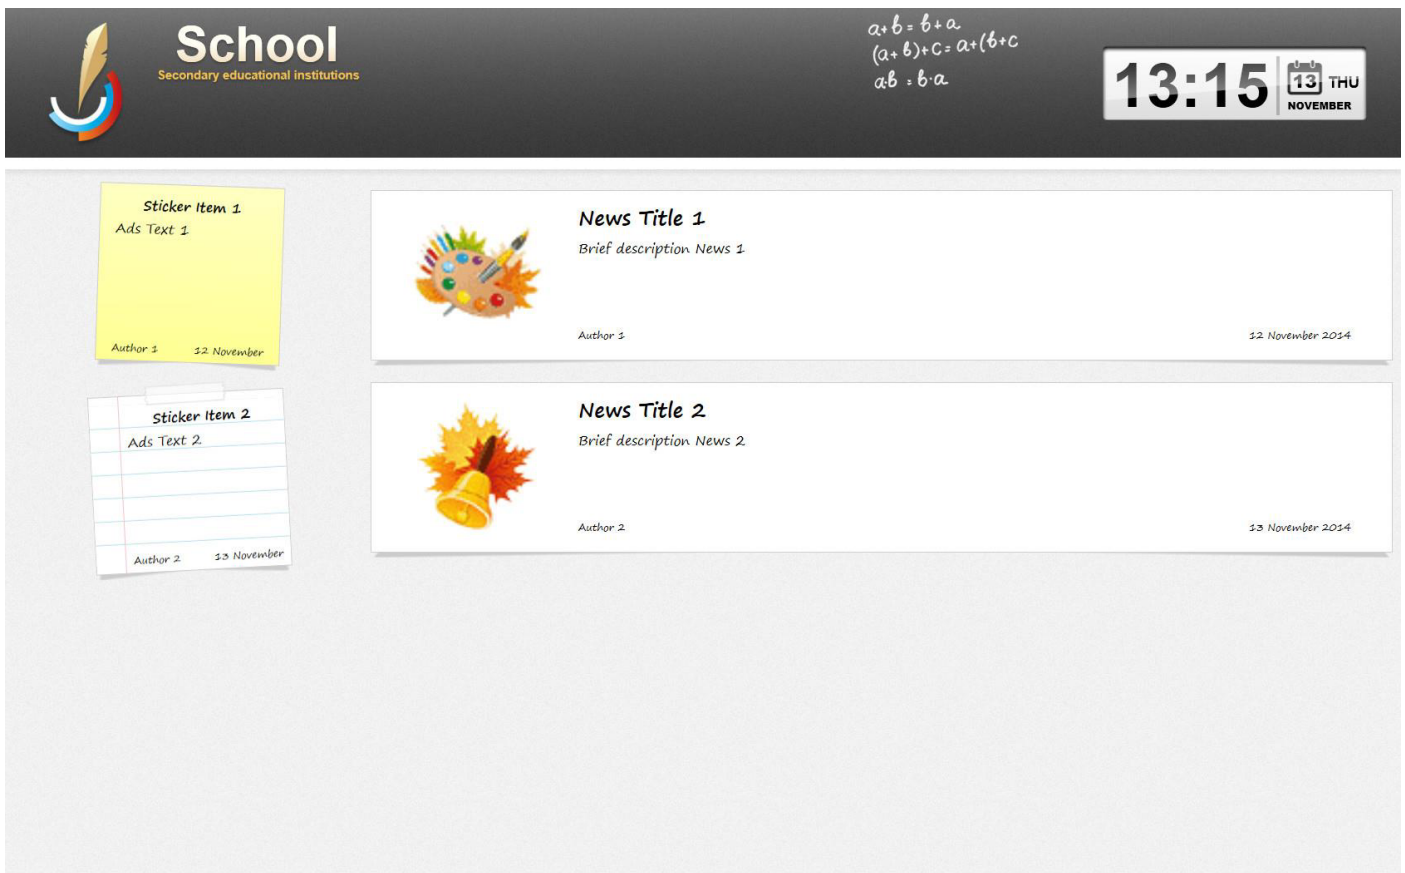 School
Secondary educational institutions
a+b=b+a
(a+b)+c=a+(b+c
a·b=b·a
13:15
13 THU
NOVEMBER
Sticker Item 1
Ads Text 1
Author 1 12 November
Sticker Item 2
Ads Text 2
Author 2 13 November
News Title 1
Brief description News 1
Author 1 12 November 2014
News Title 2
Brief description News 2
Author 2 13 November 2014